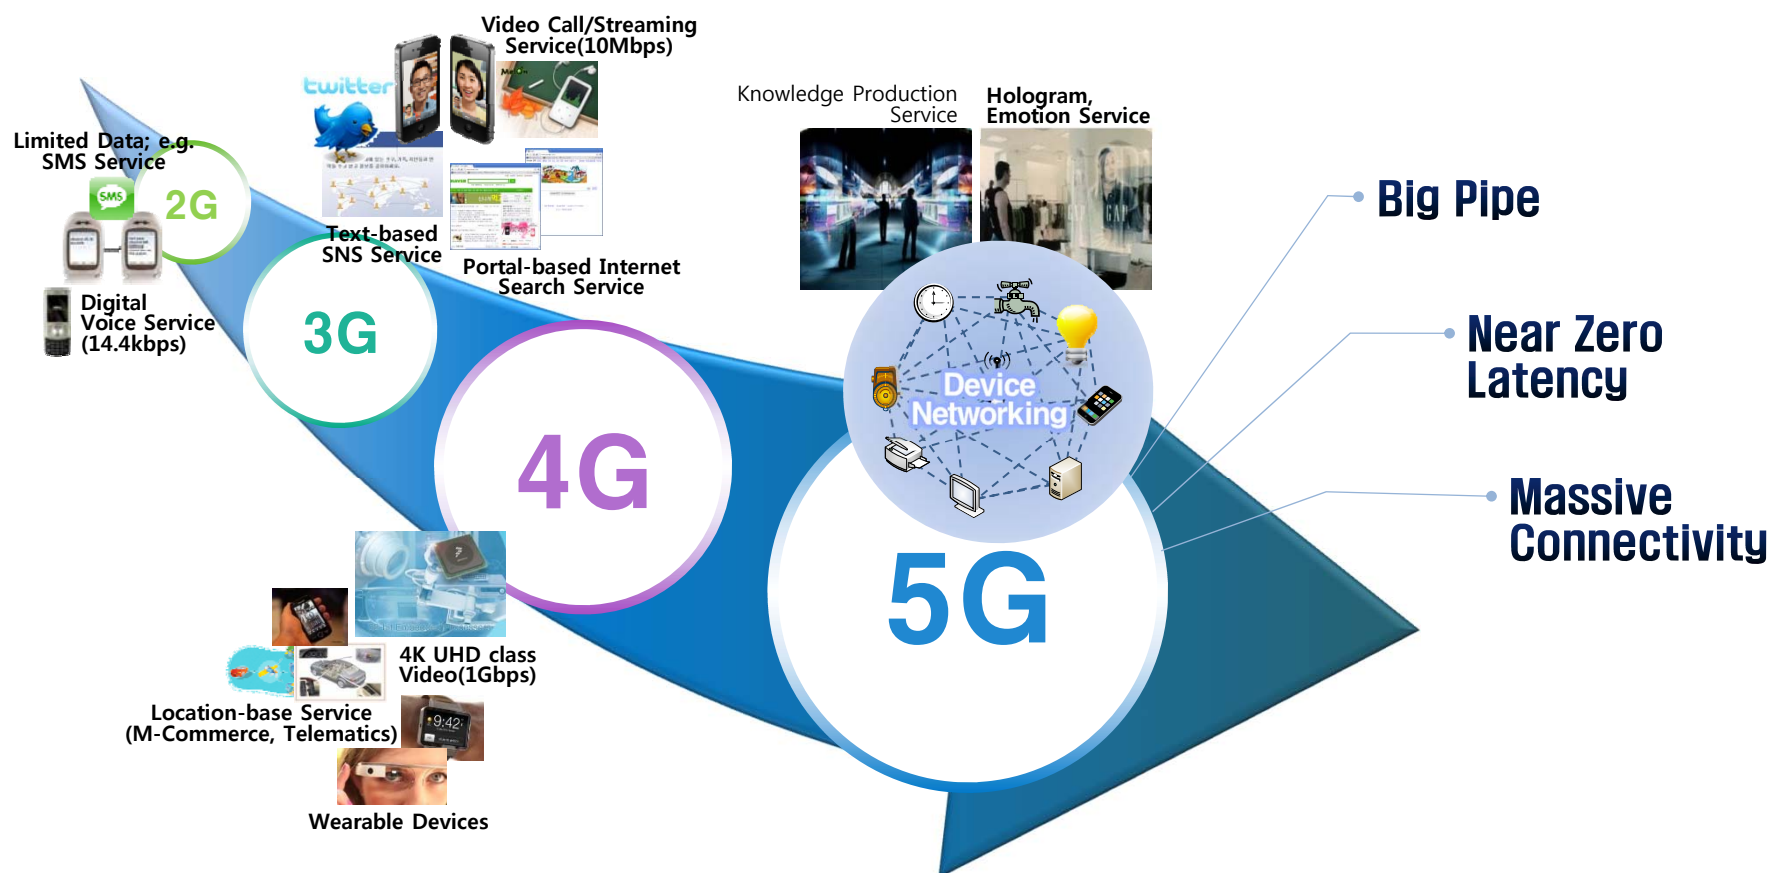 Video Call/Streaming
Service(10Mbps)
twitter
Knowledge Production
Service
Hologram,
Emotion Service
Limited Data; e.g.
SMS Service
SMS
2G
Text-based
SNS Service
Portal-based Internet
Search Service
Digital
Voice Service
(14.4kbps)
3G
4G
Device
Networking
5G
Big Pipe
Near Zero
Latency
Massive
Connectivity
4K UHD class
Video(1Gbps)
Location-base Service
(M-Commerce, Telematics)
9:42
Wearable Devices